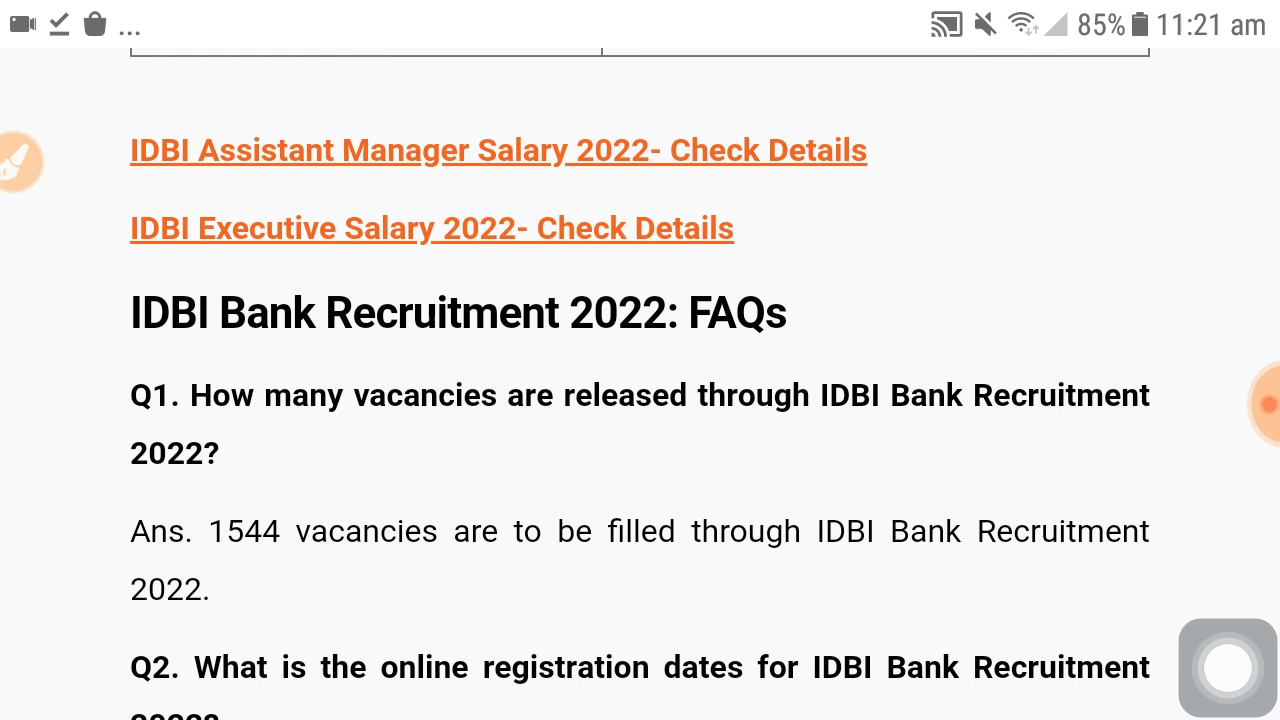 ... 85% 11:21 am
IDBI Assistant Manager Salary 2022- Check Details
IDBI Executive Salary 2022- Check Details
IDBI Bank Recruitment 2022: FAQs
Q1. How many vacancies are released through IDBI Bank Recruitment
2022?
Ans. 1544 vacancies are to be filled through IDBI Bank Recruitment
2022.
Q2. What is the online registration dates for IDBI Bank Recruitment
2022?